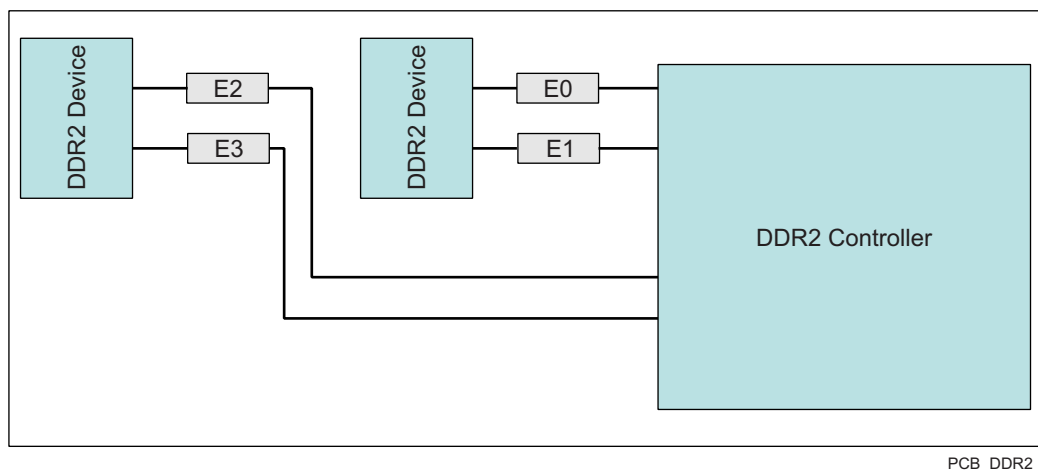 DDR2 Device
E2
E3
DDR2 Device
E0
E1
DDR2 Controller
PCB_DDR2